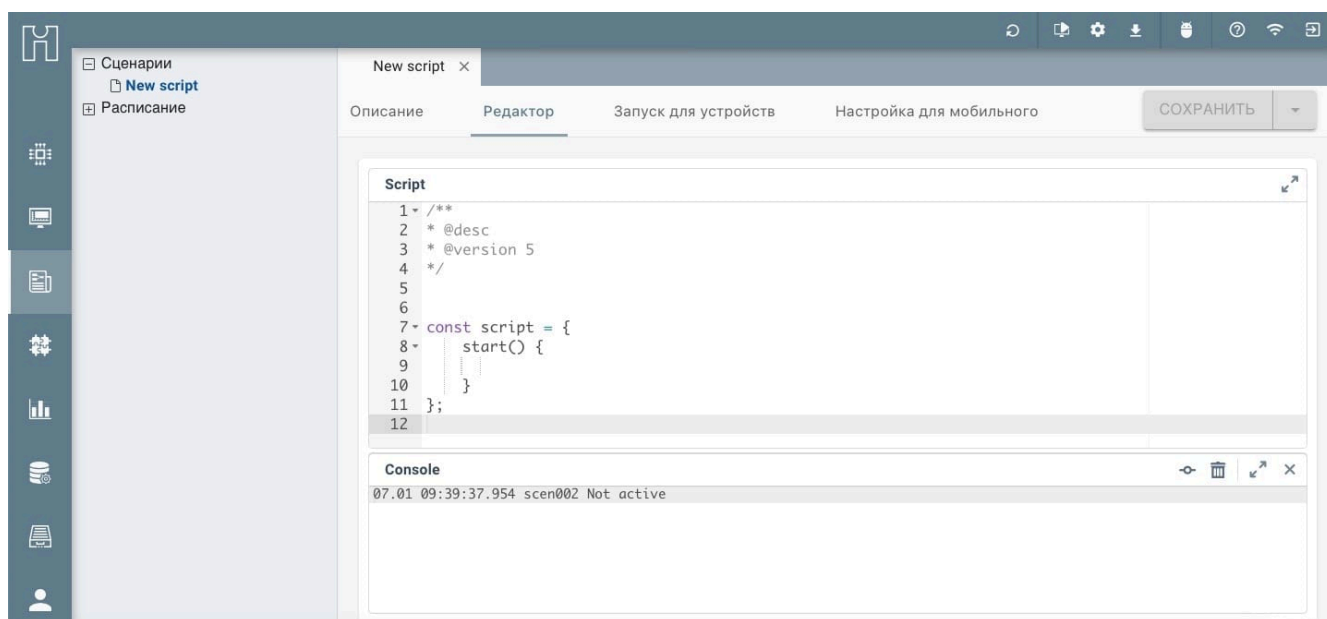 Сценарии
New script
Расписание
New script ×
Описание Редактор Запуск для устройств Настройка для мобильного СОХРАНИТЬ
Script
1 /**
2 * @desc
3 * @version 5
4 */
5
6
7 const script = {
8 start() {
9
10 }
11 };
12
Console
07.01 09:39:37.954 scen002 Not active